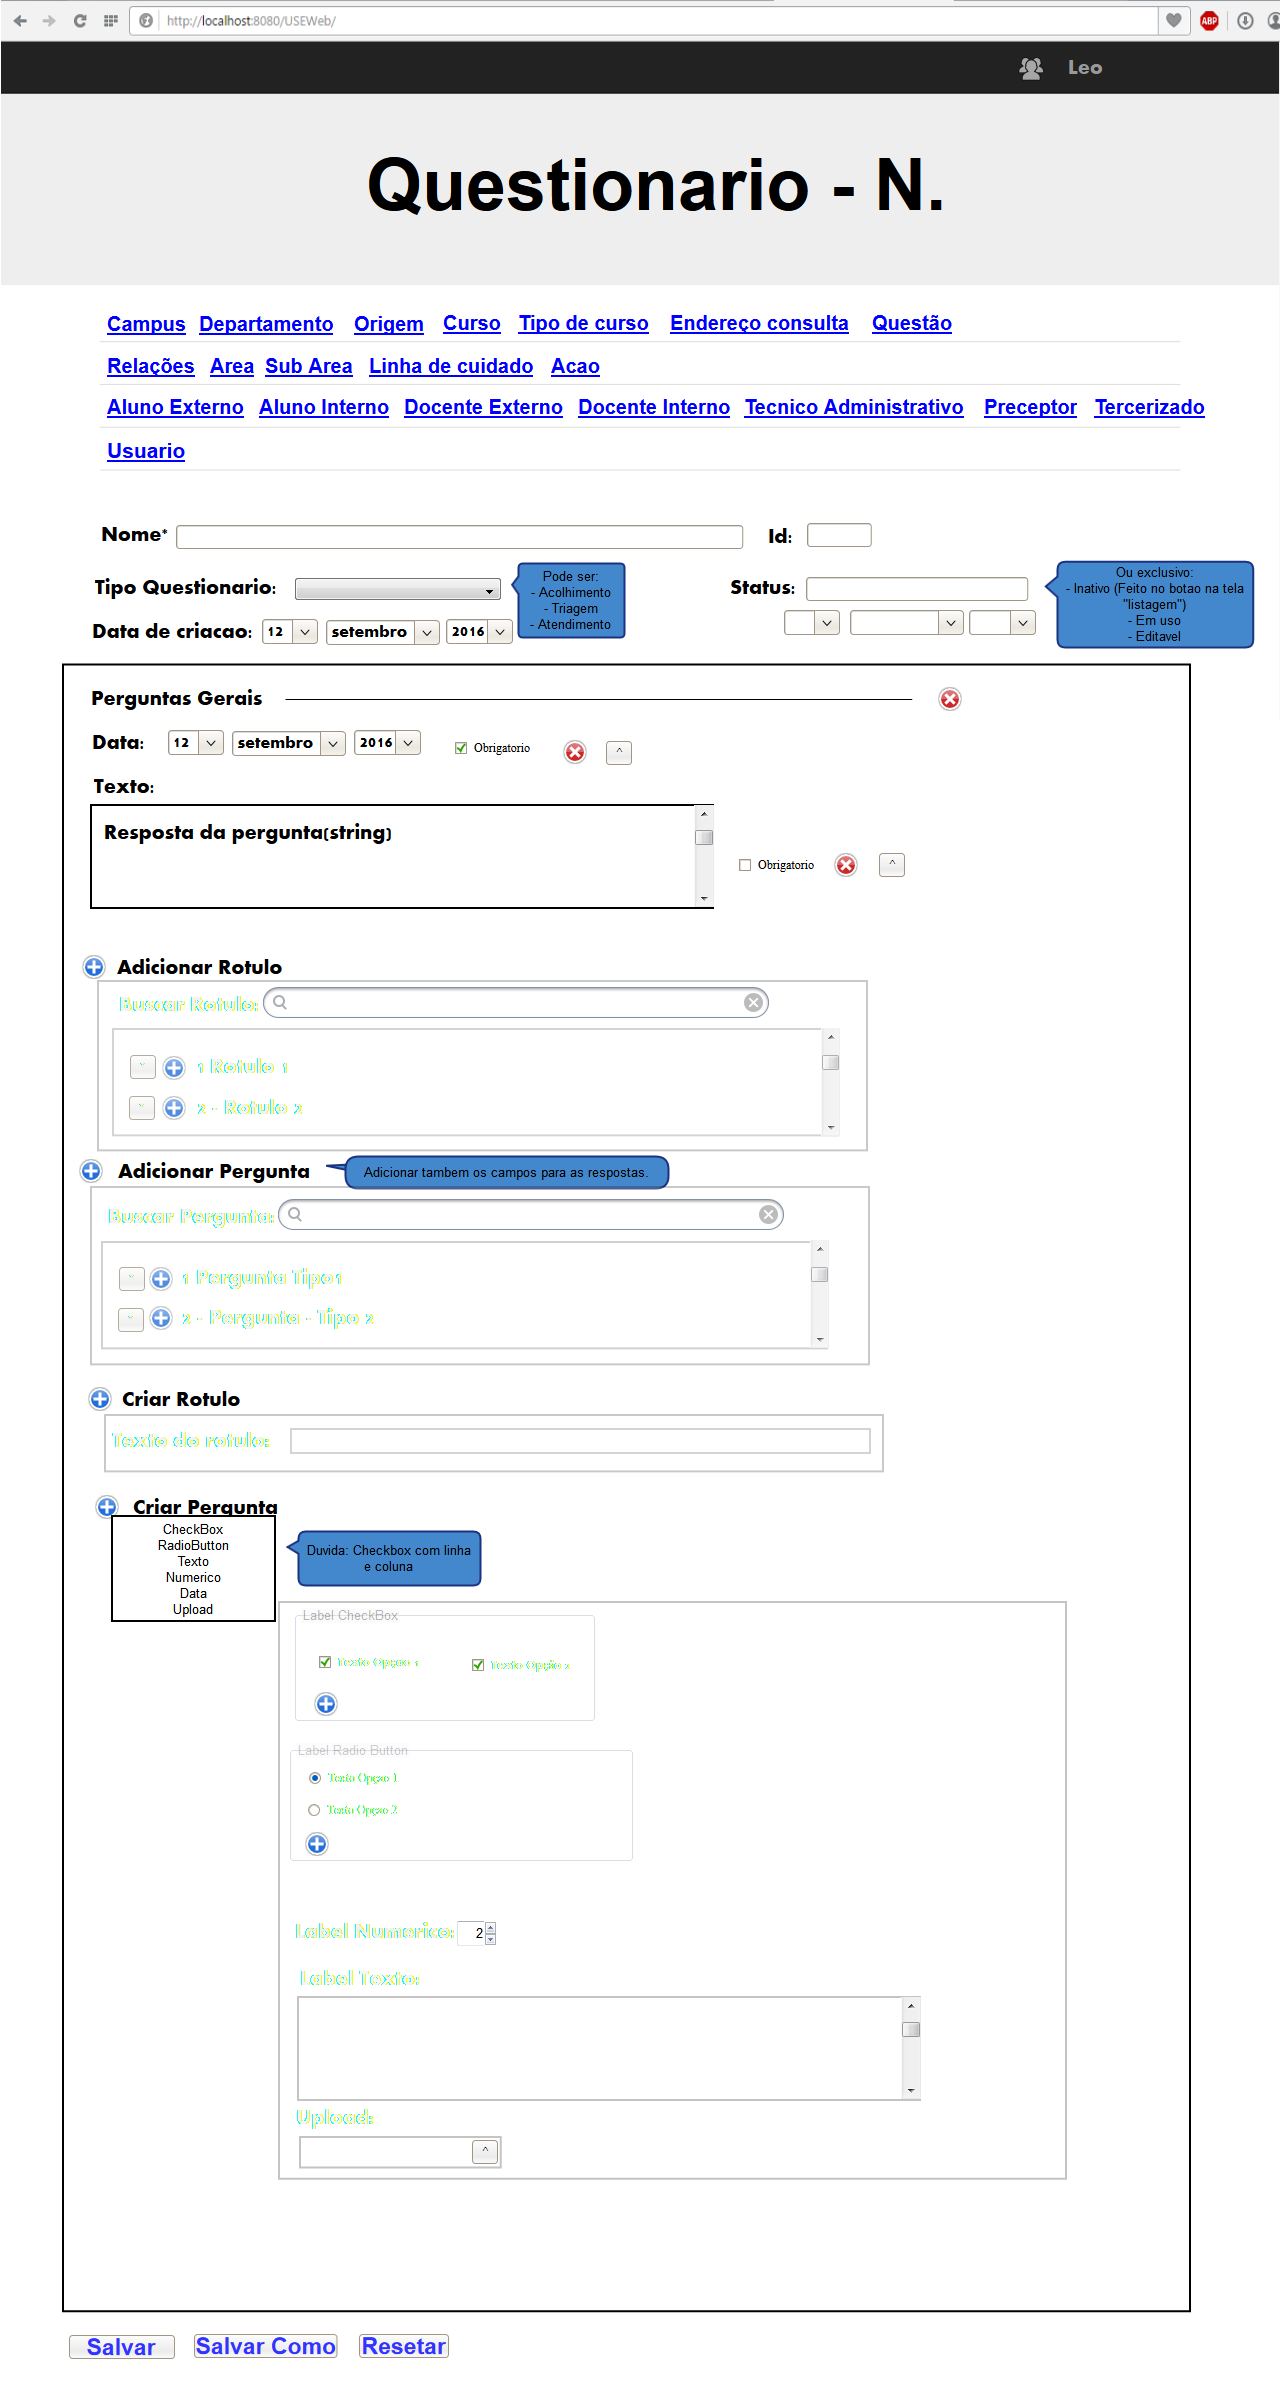 http://localhost:8080/USEWeb/
ABP
Leo
Questionario - N.
Campus Departamento Origem Curso Tipo de curso Endereço consulta Questão
Relações Area Sub Area Linha de cuidado Acao
Aluno Externo Aluno Interno Docente Externo Docente Interno Tecnico Administrativo Preceptor Tercerizado
Usuario
Nome* Id:
Tipo Questionario: Status:
Pode ser:
- Acolhimento
- Triagem
- Atendimento
Ou exclusivo:
- Inativo (Feito no botao na tela
"listagem")
- Em uso
- Editavel
Data de criacao: 12 setembro 2016
Perguntas Gerais
Data: 12 setembro 2016 Obrigatorio ^
Texto:
Resposta da pergunta(string)
Obrigatorio ^
Adicionar Rotulo
Buscar Rotulo:
1 Rotulo 1
2 - Rotulo 2
Adicionar Pergunta
Adicionar tambem os campos para as respostas.
Buscar Pergunta:
1 Pergunta Tipo1
2 - Pergunta - Tipo 2
Criar Rotulo
Texto do rotulo:
Criar Pergunta
CheckBox
RadioButton
Texto
Numerico
Data
Upload
Duvida: Checkbox com linha
e coluna
Label CheckBox
Texto Opçao 1 Texto Opção 2
Label Radio Button
Texto Opçao 1
Texto Opçao 2
Label Numerico: 2
Label Texto:
Upload:
^
Salvar Salvar Como Resetar